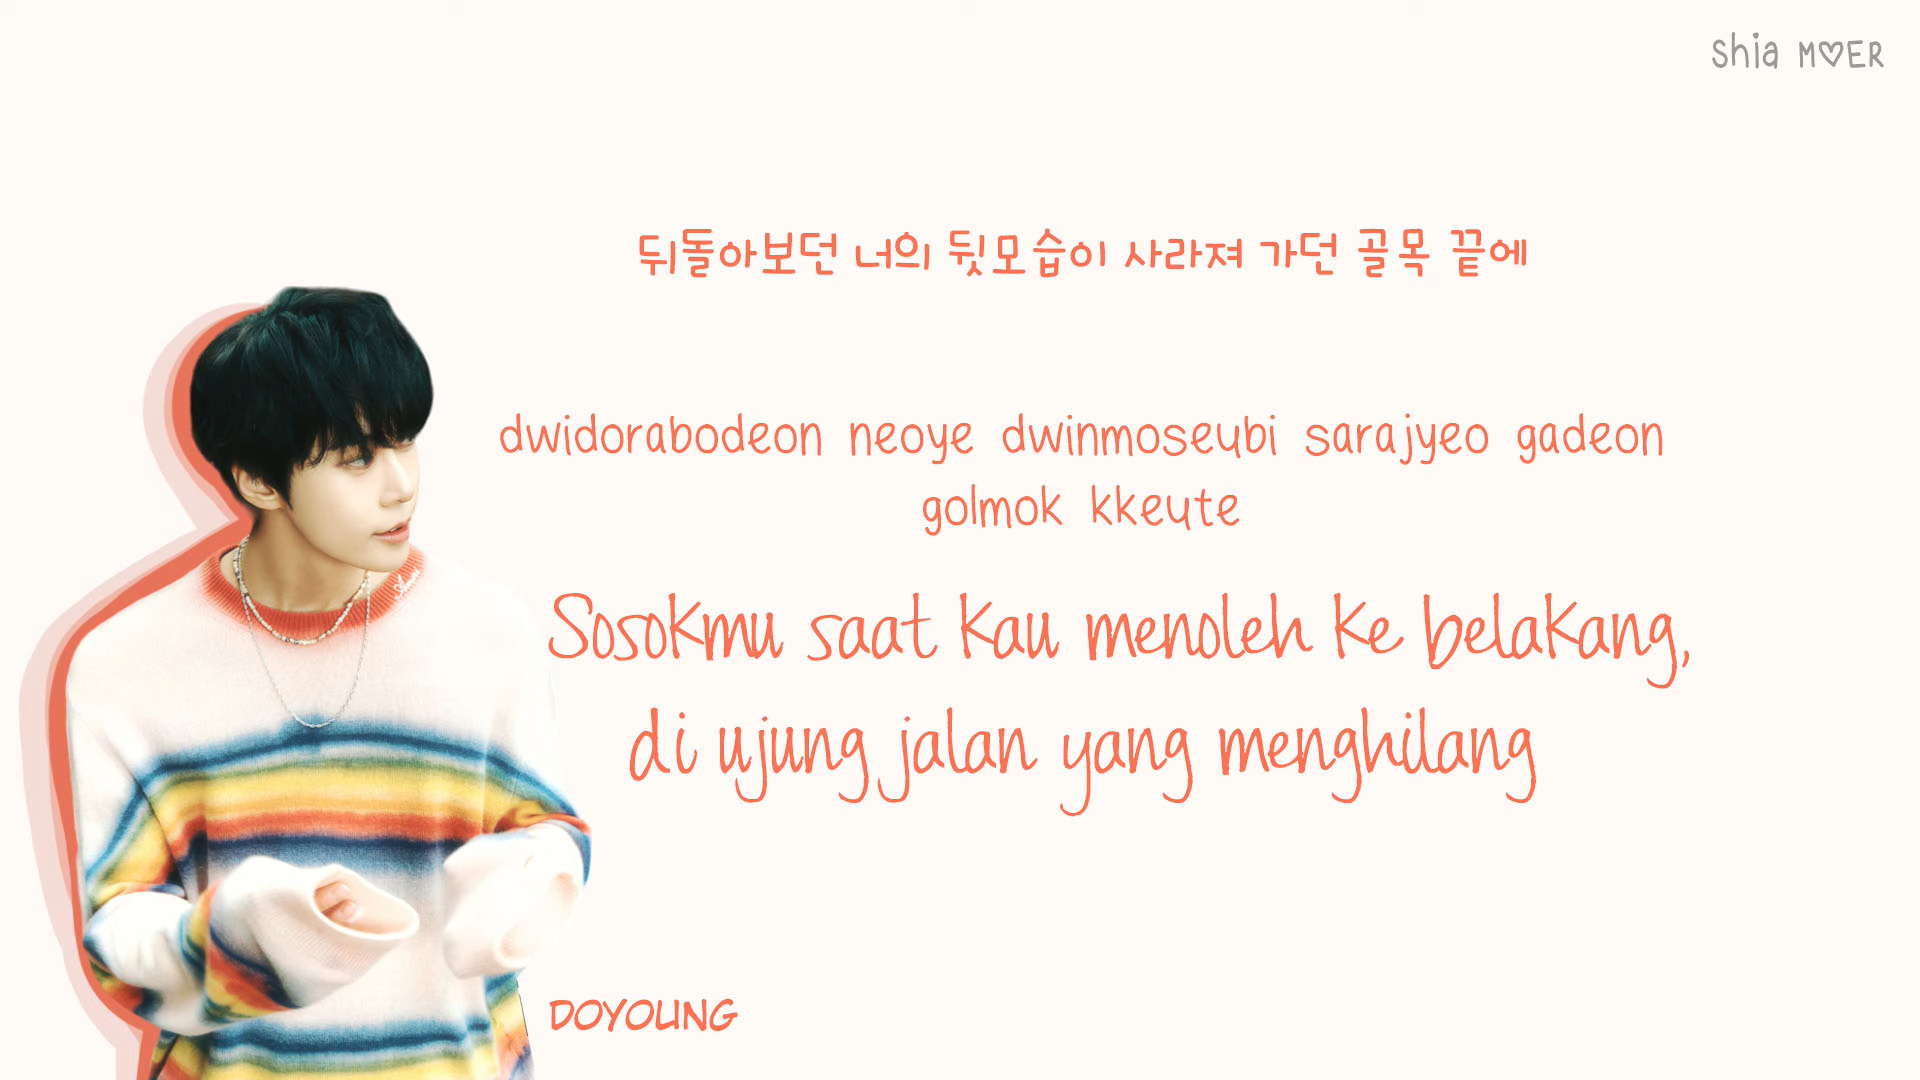 Shia M♡ER
뒤돌아보던 너의 뒷모습이 사라져 가던 골목 끝에
dwidorabodeon neoye dwinmoseubi sarajyeo gadeon
golmok kkeute
Sosokmu saat kau menoleh ke belakang,
di ujung jalan yang menghilang
DOYOUNG